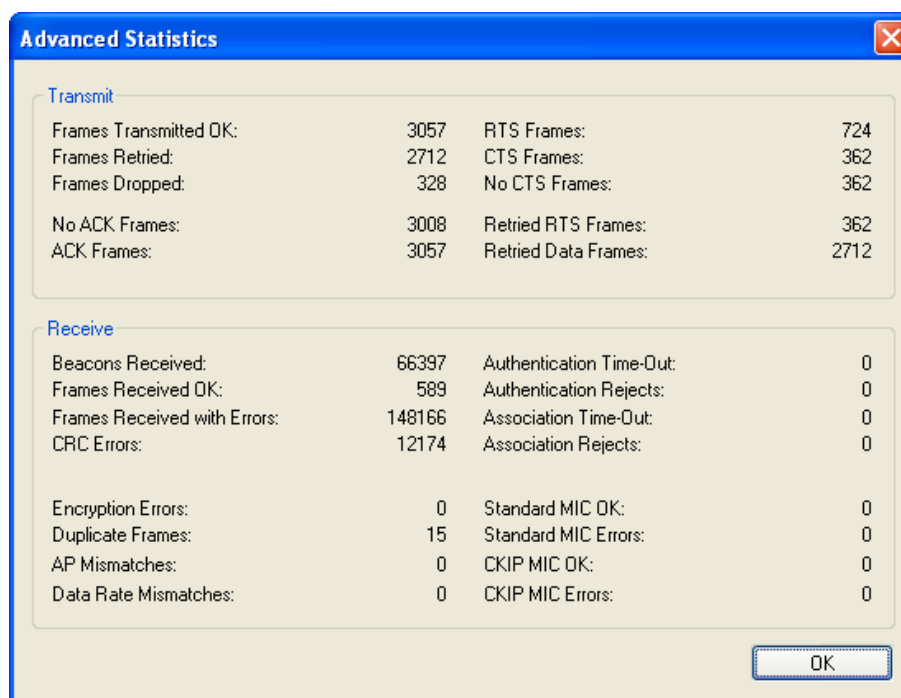 Advanced Statistics
Transmit
Frames Transmitted OK: 3057 RTS Frames: 724
Frames Retried: 2712 CTS Frames: 362
Frames Dropped: 328 No CTS Frames: 362
No ACK Frames: 3008 Retried RTS Frames: 362
ACK Frames: 3057 Retried Data Frames: 2712
Receive
Beacons Received: 66397 Authentication Time-Out: 0
Frames Received OK: 589 Authentication Rejects: 0
Frames Received with Errors: 148166 Association Time-Out: 0
CRC Errors: 12174 Association Rejects: 0
Encryption Errors: 0 Standard MIC OK: 0
Duplicate Frames: 15 Standard MIC Errors: 0
AP Mismatches: 0 CKIP MIC OK: 0
Data Rate Mismatches: 0 CKIP MIC Errors: 0
OK